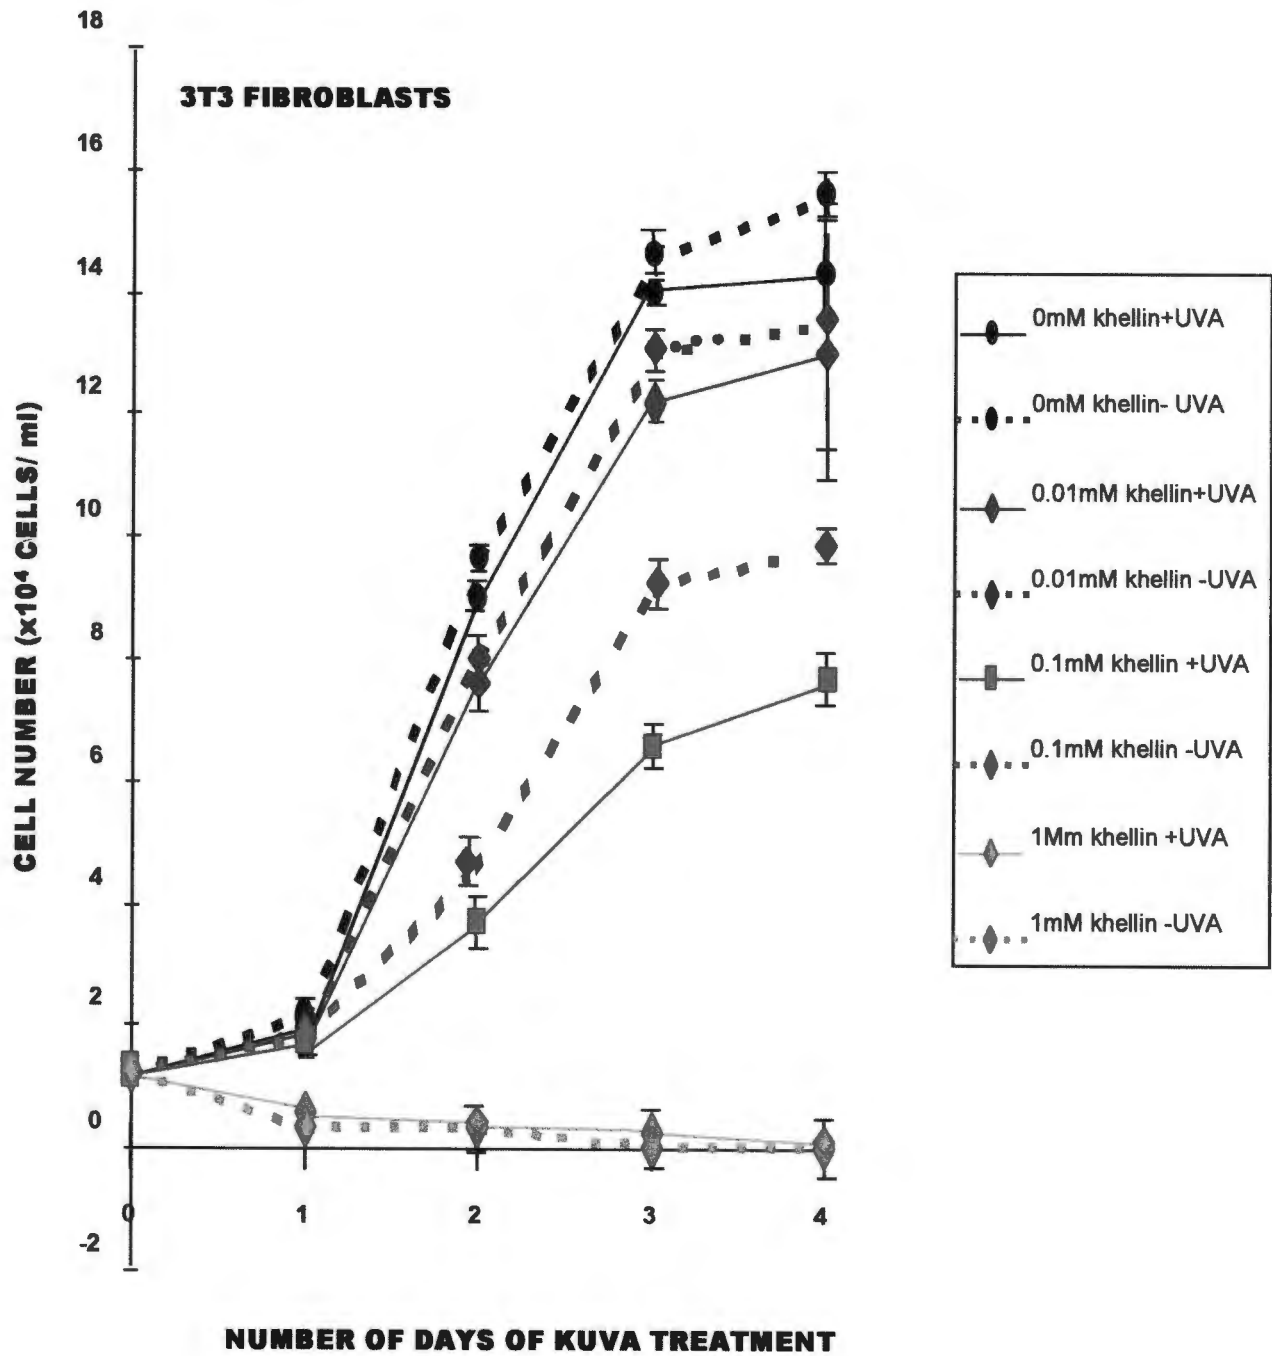 18
3T3 FIBROBLASTS
16
14
12
10
8
6
4
2
0
-2
CELL NUMBER (x10⁴ CELLS/ ml)
0 1 2 3 4
NUMBER OF DAYS OF KUVA TREATMENT
0mM khellin+UVA
0mM khellin- UVA
0.01mM khellin+UVA
0.01mM khellin -UVA
0.1mM khellin +UVA
0.1mM khellin -UVA
1Mm khellin +UVA
1mM khellin -UVA